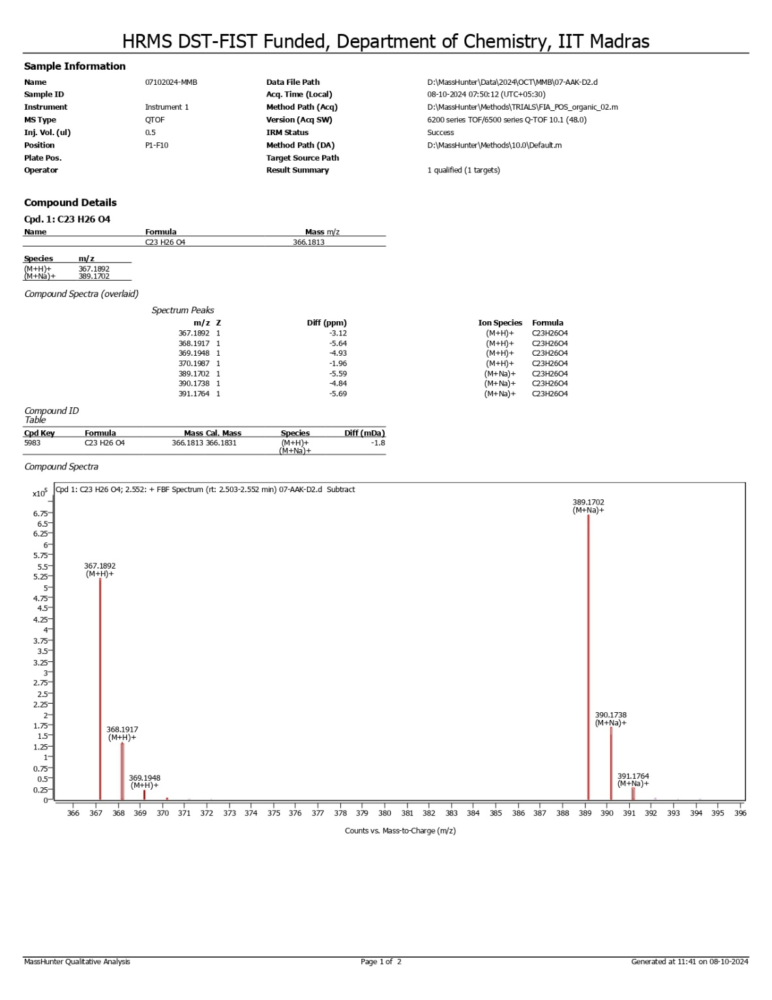 HRMS DST-FIST Funded, Department of Chemistry, IIT Madras
Sample Information
Name 07102024-MMB Data File Path D:\MassHunter\Data\2024\OCT\MMB\07-AAK-D2.d
Sample ID Acq. Time (Local) 08-10-2024 07:50:12 (UTC+05:30)
Instrument Instrument 1 Method Path (Acq) D:\MassHunter\Methods\TRIALS\FIA_POS_organic_02.m
MS Type QTOF Version (Acq SW) 6200 series TOF/6500 series Q-TOF 10.1 (48.0)
Inj. Vol. (ul) 0.5 IRM Status Success
Position P1-F10 Method Path (DA) D:\MassHunter\Methods\10.0\Default.m
Plate Pos. Target Source Path
Operator Result Summary 1 qualified (1 targets)
Compound Details
Cpd. 1: C23 H26 O4
Name Formula Mass m/z
C23 H26 O4 366.1813
Species m/z
(M+H)+ 367.1892
(M+Na)+ 389.1702
Compound Spectra (overlaid)
Spectrum Peaks
m/z Z Diff (ppm) Ion Species Formula
367.1892 1 -3.12 (M+H)+ C23H26O4
368.1917 1 -5.64 (M+H)+ C23H26O4
369.1948 1 -4.93 (M+H)+ C23H26O4
370.1987 1 -1.96 (M+H)+ C23H26O4
389.1702 1 -5.59 (M+Na)+ C23H26O4
390.1738 1 -4.84 (M+Na)+ C23H26O4
391.1764 1 -5.69 (M+Na)+ C23H26O4
Compound ID
Table
Cpd Key Formula Mass Cal. Mass Species Diff (mDa)
5983 C23 H26 O4 366.1813 366.1831 (M+H)+ -1.8
(M+Na)+
Compound Spectra
x10^5 Cpd 1: C23 H26 O4; 2.552: + FBF Spectrum (rt: 2.503-2.552 min) 07-AAK-D2.d Subtract
389.1702
(M+Na)+
6.75
6.5
6.25
6
5.75
367.1892
5.5
(M+H)+
5.25
5
4.75
4.5
4.25
4
3.75
3.5
3.25
3
2.75
2.5
2.25
2
390.1738
(M+Na)+
1.75
368.1917
(M+H)+
1.5
1.25
1
0.75
391.1764
369.1948
0.5
(M+Na)+
(M+H)+
0.25
0
366 367 368 369 370 371 372 373 374 375 376 377 378 379 380 381 382 383 384 385 386 387 388 389 390 391 392 393 394 395 396
Counts vs. Mass-to-Charge (m/z)
MassHunter Qualitative Analysis Page 1 of 2 Generated at 11:41 on 08-10-2024